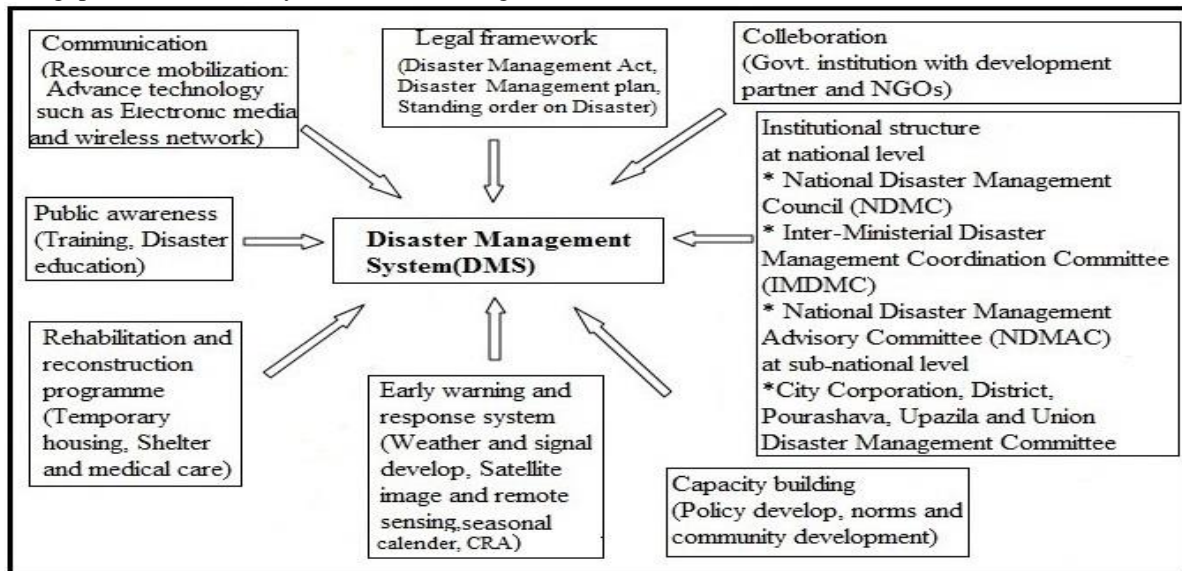 Communication
(Resource mobilization:
Advance technology
such as Electronic media
and wireless network)
Legal framework
(Disaster Management Act,
Disaster Management plan,
Standing order on Disaster)
Colleboration
(Govt. institution with development
partner and NGOs)
Public awareness
(Training, Disaster
education)
Disaster Management
System(DMS)
Institutional structure
at national level
* National Disaster Management
Council (NDMC)
* Inter-Ministerial Disaster
Management Coordination Committee
(IMDMC)
* National Disaster Management
Advisory Committee (NDMAC)
at sub-national level
*City Corporation, District,
Pourashava, Upazila and Union
Disaster Management Committee
Rehabilitation and
reconstruction
programme
(Temporary
housing, Shelter
and medical care)
Early warning and
response system
(Weather and signal
develop, Satellite
image and remote
sensing,seasonal
calender, CRA)
Capacity building
(Policy develop, norms and
community development)